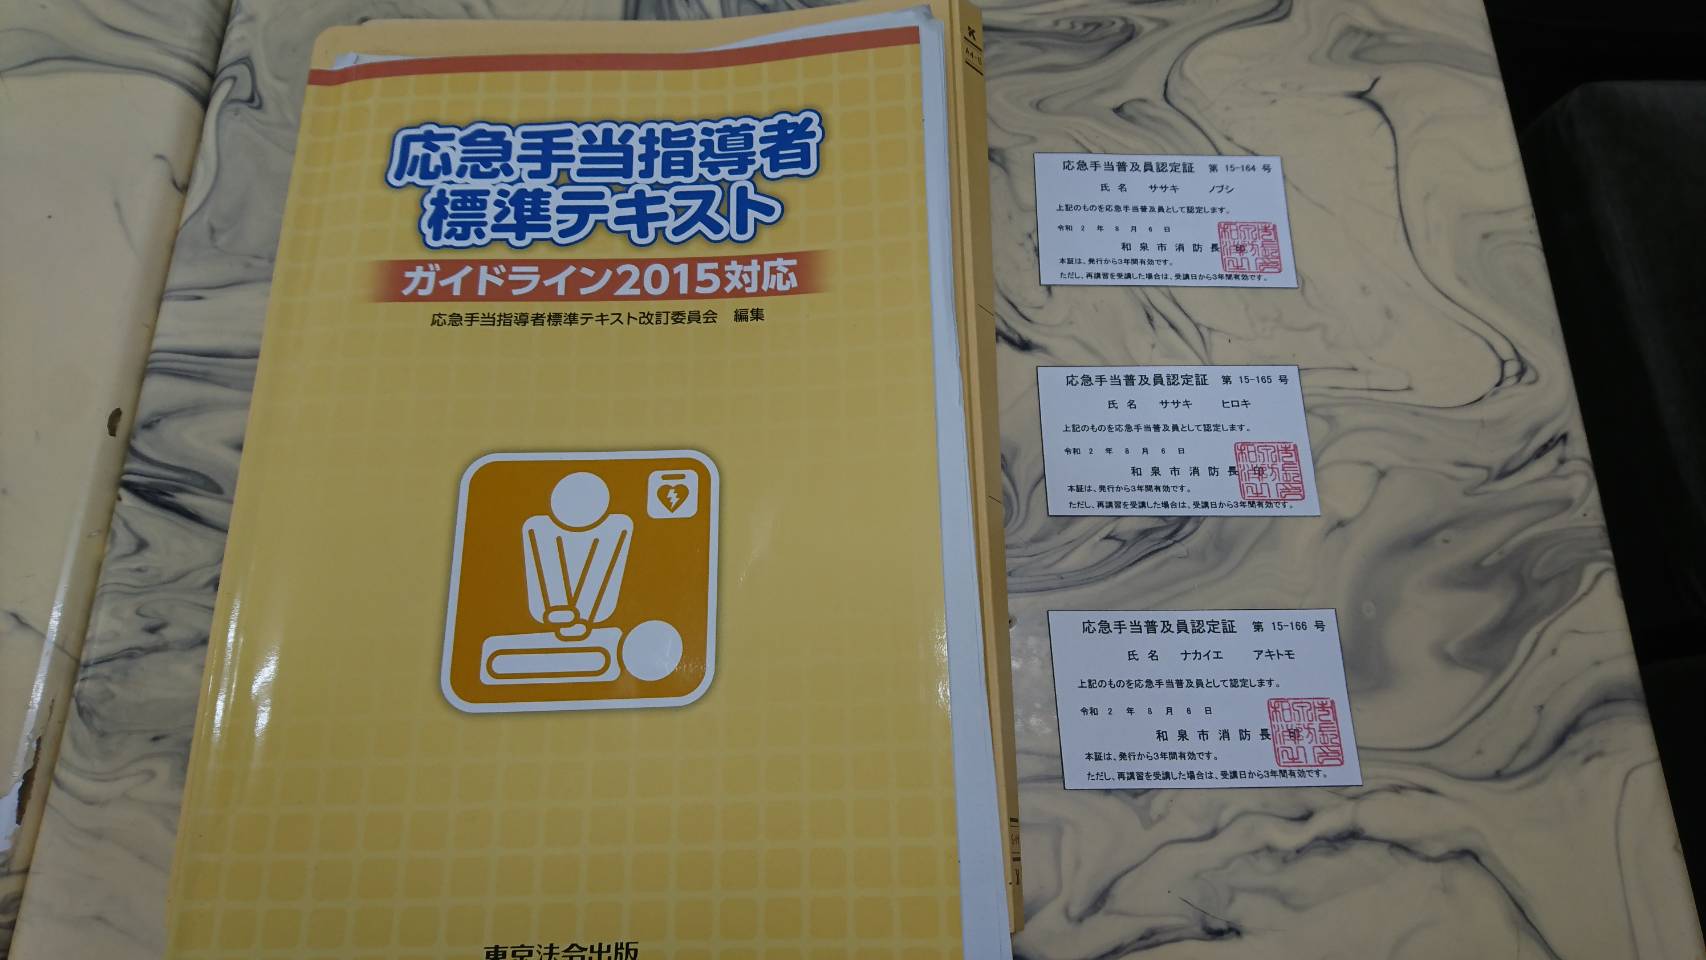 応急手当指導者
標準テキスト
ガイドライン2015対応
応急手当指導者標準テキスト改訂委員会 編集
東京法令出版
応急手当普及員認定証 第 15-164 号
氏 名 ササキ ノブシ
上記のものを応急手当普及員として認定します。
令和 2 年 8 月 6 日
和 泉 市 消 防 長 印
本証は、発行から3年間有効です。
ただし、再講習を受講した場合は、受講日から3年間有効です。
応急手当普及員認定証 第 15-165 号
氏 名 ササキ ヒロキ
上記のものを応急手当普及員として認定します。
令和 2 年 8 月 6 日
和 泉 市 消 防 長 印
本証は、発行から3年間有効です。
ただし、再講習を受講した場合は、受講日から3年間有効です。
応急手当普及員認定証 第 15-166 号
氏 名 ナカイエ アキトモ
上記のものを応急手当普及員として認定します。
令和 2 年 8 月 6 日
和 泉 市 消 防 長 印
本証は、発行から3年間有効です。
ただし、再講習を受講した場合は、受講日から3年間有効です。